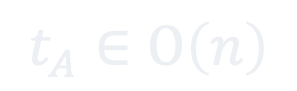 t_A ∈ O(n)